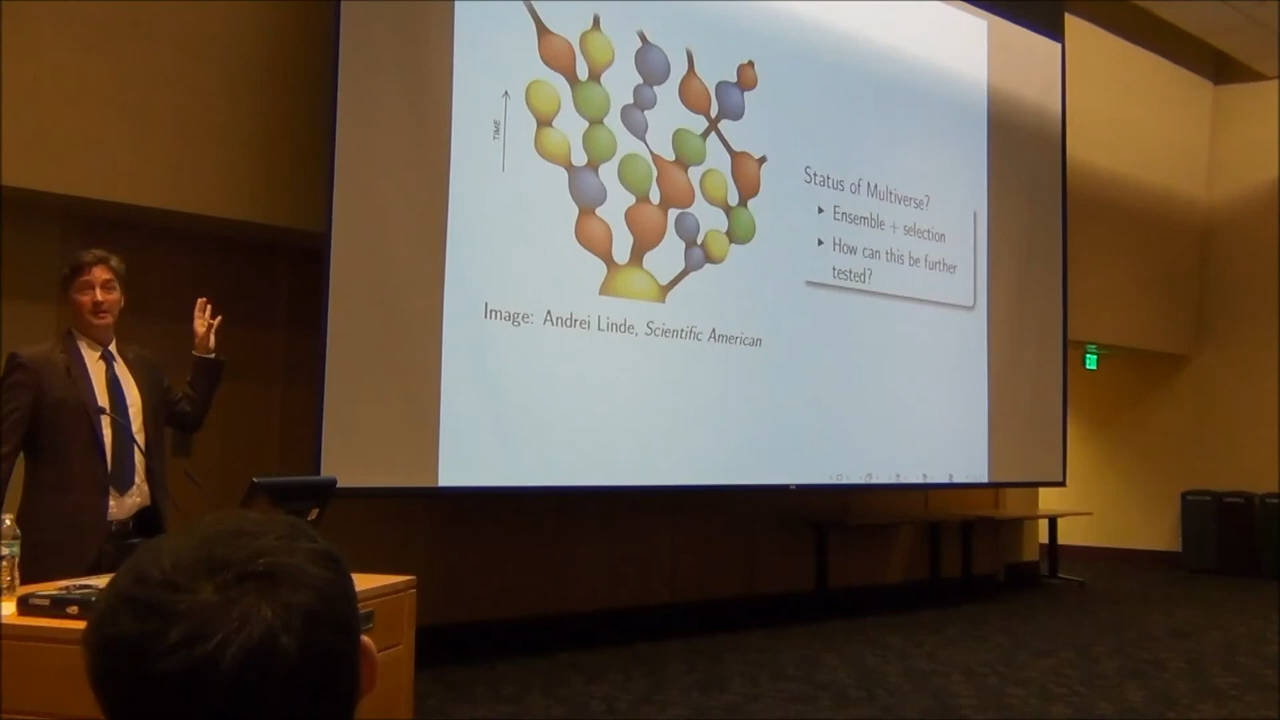 TIME
Status of Multiverse?
Ensemble + selection
How can this be further
tested?
Image: Andrei Linde, Scientific American